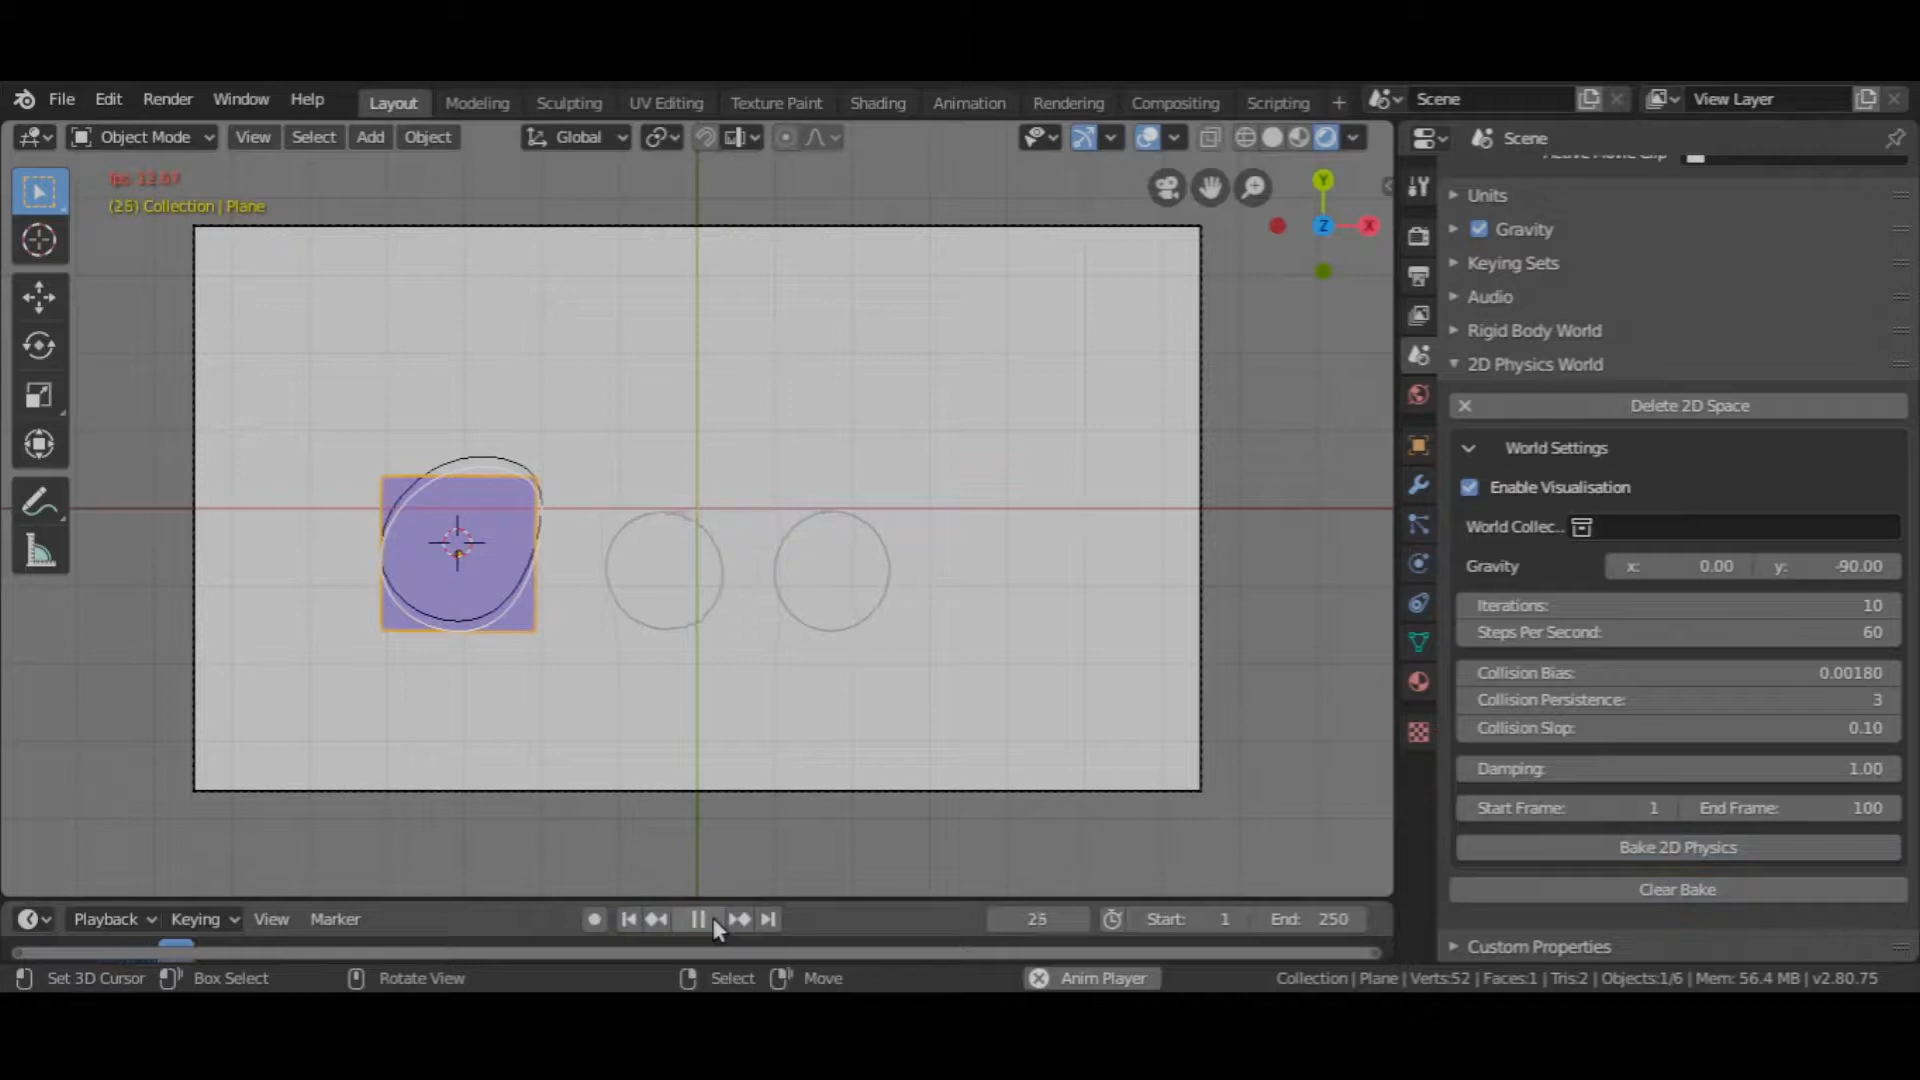 File Edit Render Window Help Layout Modeling Sculpting UV Editing Texture Paint Shading Animation Rendering Compositing Scripting + Scene View Layer
Object Mode View Select Add Object Global Scene
fps: 12.67
(25) Collection | Plane
Y
Z X
Units
Gravity
Keying Sets
Audio
Rigid Body World
2D Physics World
Delete 2D Space
World Settings
Enable Visualisation
World Collec..
Gravity x: 0.00 y: -90.00
Iterations: 10
Steps Per Second: 60
Collision Bias: 0.00180
Collision Persistence: 3
Collision Slop: 0.10
Damping: 1.00
Start Frame: 1 End Frame: 100
Bake 2D Physics
Clear Bake
Custom Properties
Playback Keying View Marker 25 Start: 1 End: 250
Set 3D Cursor Box Select Rotate View Select Move Anim Player Collection | Plane | Verts:52 | Faces:1 | Tris:2 | Objects:1/6 | Mem: 56.4 MB | v2.80.75